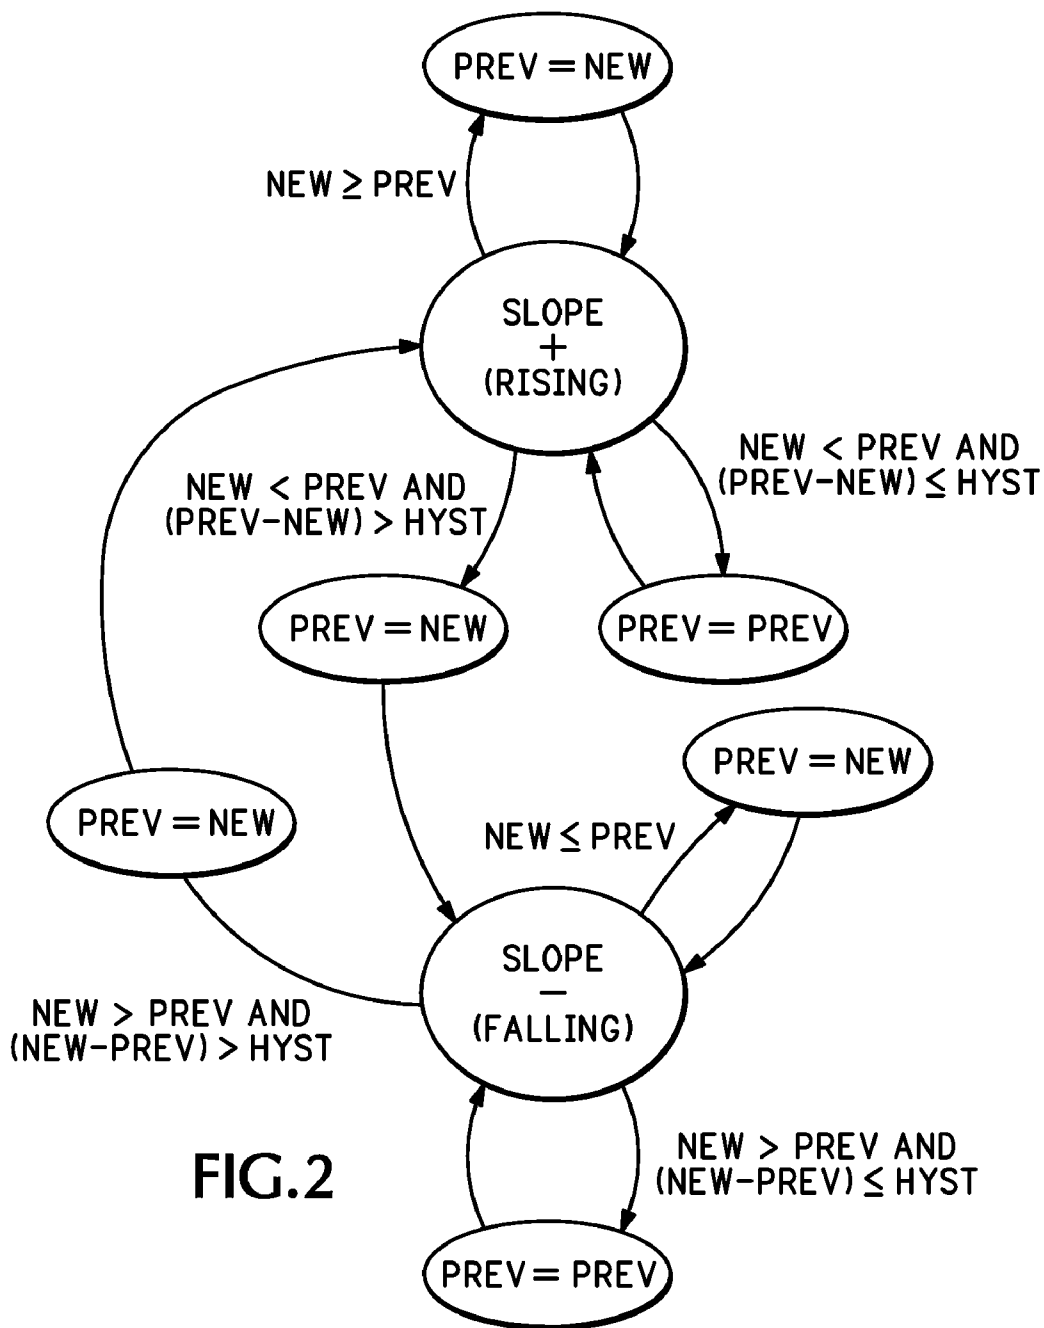 PREV = NEW
NEW ≥ PREV
SLOPE
+
(RISING)
NEW < PREV AND
(PREV-NEW) ≤ HYST
NEW < PREV AND
(PREV-NEW) > HYST
PREV = NEW
PREV = PREV
PREV = NEW
PREV = NEW
NEW ≤ PREV
SLOPE
−
(FALLING)
NEW > PREV AND
(NEW-PREV) > HYST
NEW > PREV AND
(NEW-PREV) ≤ HYST
FIG.2
PREV = PREV